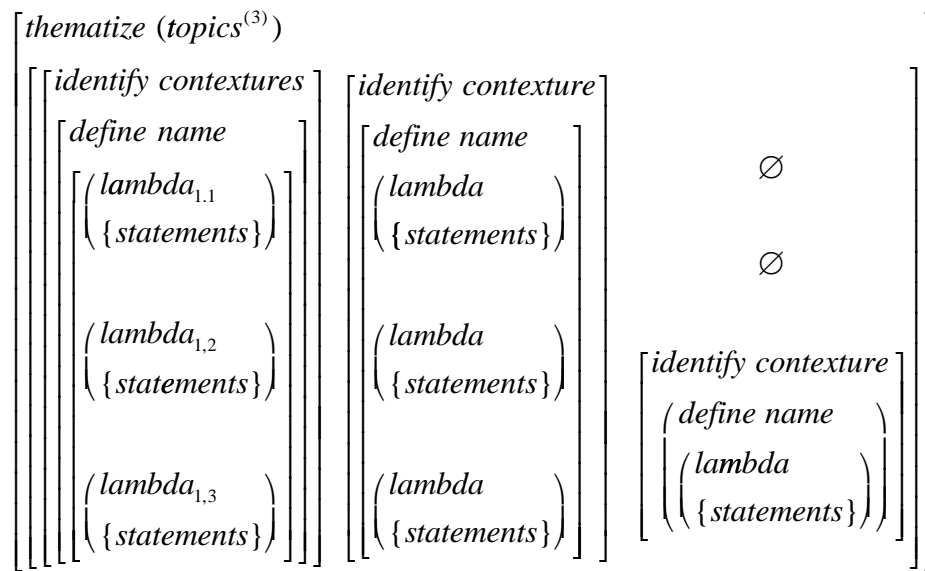 thematize (topics(3))
identify contextures
define name
lambda1.1
{statements}
lambda1,2
{statements}
lambda1,3
{statements}
identify contexture
define name
lambda
{statements}
lambda
{statements}
lambda
{statements}
∅
∅
identify contexture
define name
lambda
{statements}